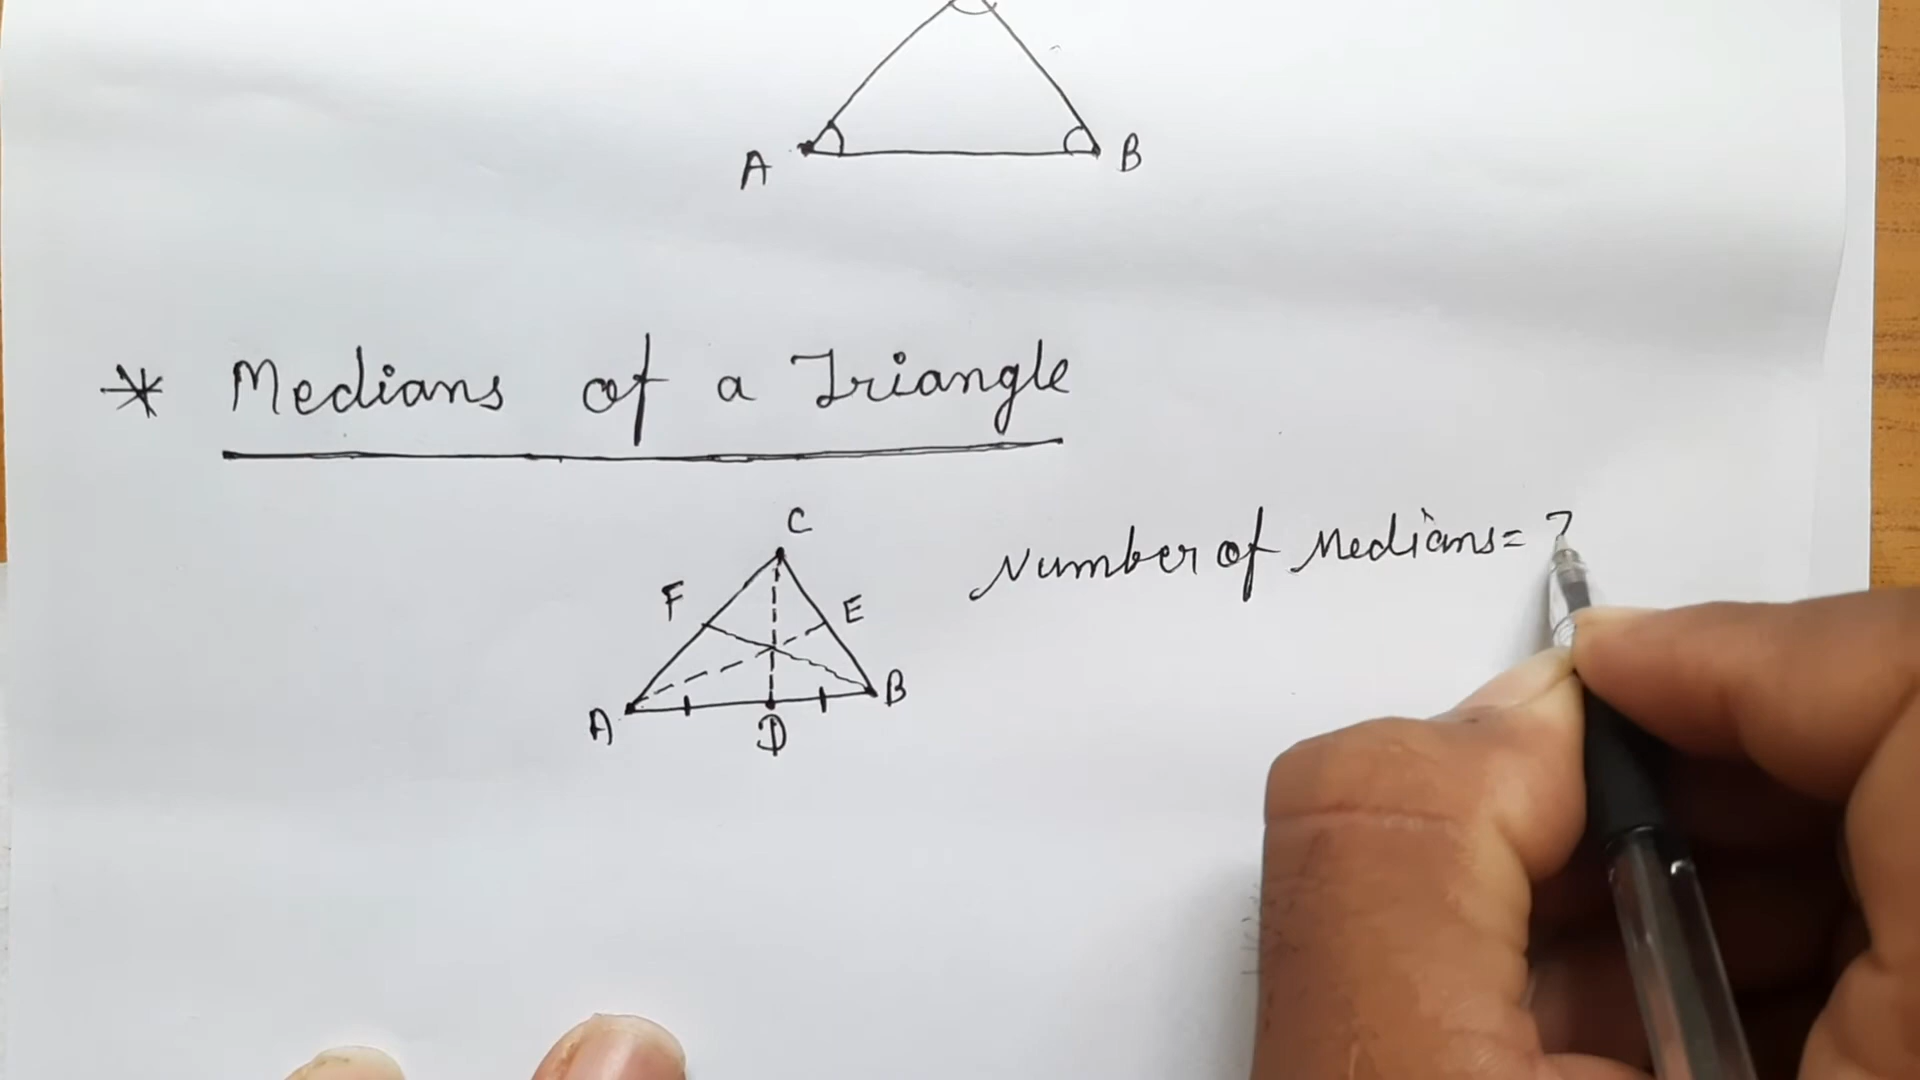 A B
* Medians of a Triangle
C
Number of Medians =
F E
A D B